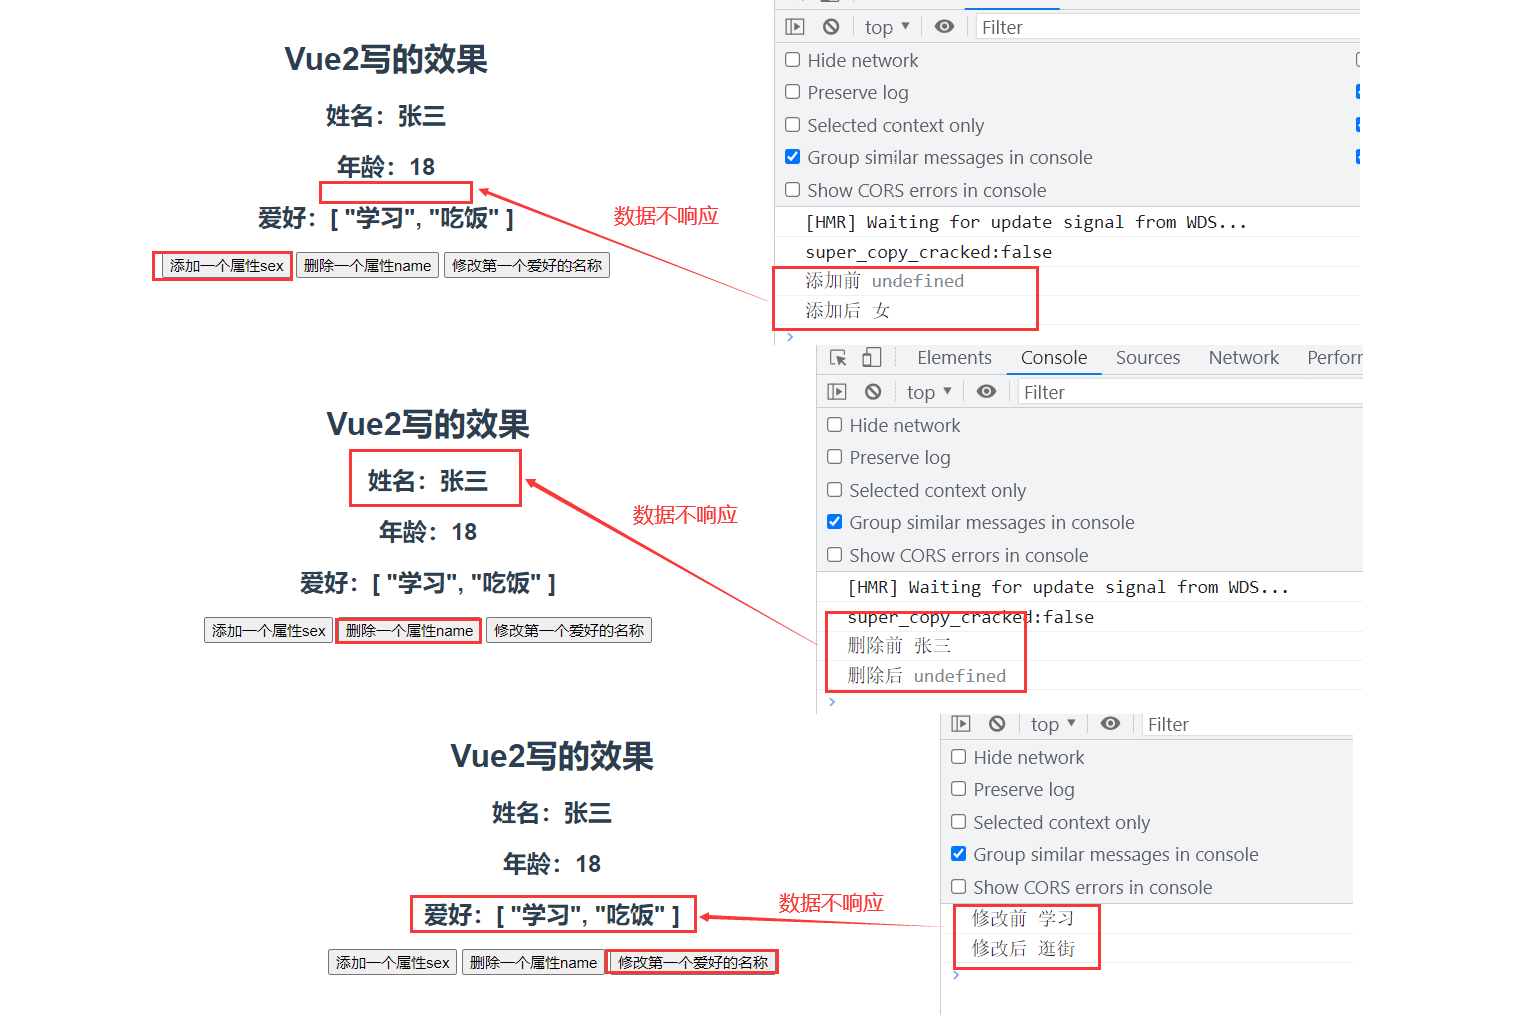 Vue2写的效果
姓名：张三
年龄：18
爱好：[ "学习", "吃饭" ]
添加一个属性sex 删除一个属性name 修改第一个爱好的名称
数据不响应
top ▼ Filter
Hide network
Preserve log
Selected context only
Group similar messages in console
Show CORS errors in console
[HMR] Waiting for update signal from WDS...
super_copy_cracked:false
添加前 undefined
添加后 女
Vue2写的效果
姓名：张三
年龄：18
爱好：[ "学习", "吃饭" ]
添加一个属性sex 删除一个属性name 修改第一个爱好的名称
数据不响应
Elements Console Sources Network Perforr
top ▼ Filter
Hide network
Preserve log
Selected context only
Group similar messages in console
Show CORS errors in console
[HMR] Waiting for update signal from WDS...
super_copy_cracked:false
删除前 张三
删除后 undefined
Vue2写的效果
姓名：张三
年龄：18
爱好：[ "学习", "吃饭" ]
添加一个属性sex 删除一个属性name 修改第一个爱好的名称
数据不响应
top ▼ Filter
Hide network
Preserve log
Selected context only
Group similar messages in console
Show CORS errors in console
修改前 学习
修改后 逛街